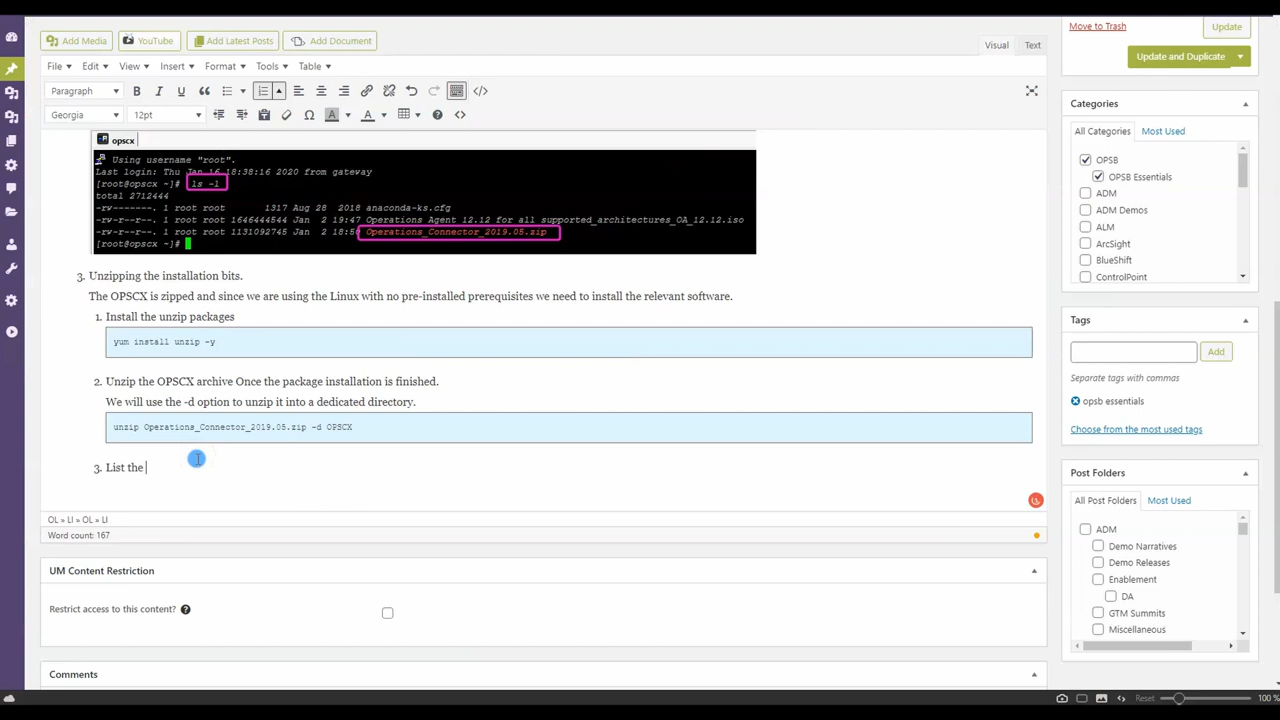 Move to Trash
Update
Add Media
YouTube
Add Latest Posts
Add Document
Visual
Text
Update and Duplicate
File
Edit
View
Insert
Format
Tools
Table
Paragraph
Georgia
12pt
opscx
Using username "root".
Last login: Thu Jan 16 18:38:16 2020 from gateway
[root@opscx ~]# ls -l
total 2712444
-rw-------. 1 root root 1317 Aug 28 2018 anaconda-ks.cfg
-rw-r--r--. 1 root root 1646444544 Jan 2 19:47 Operations Agent 12.12 for all supported_architectures_OA_12.12.iso
-rw-r--r--. 1 root root 1131092745 Jan 2 18:50 Operations_Connector_2019.05.zip
[root@opscx ~]#
3. Unzipping the installation bits.
The OPSCX is zipped and since we are using the Linux with no pre-installed prerequisites we need to install the relevant software.
1. Install the unzip packages
yum install unzip -y
2. Unzip the OPSCX archive Once the package installation is finished.
We will use the -d option to unzip it into a dedicated directory.
unzip Operations_Connector_2019.05.zip -d OPSCX
3. List the
OL » LI » OL » LI
Word count: 167
UM Content Restriction
Restrict access to this content?
Comments
Categories
All Categories
Most Used
OPSB
OPSB Essentials
ADM
ADM Demos
ALM
ArcSight
BlueShift
ControlPoint
Tags
Add
Separate tags with commas
opsb essentials
Choose from the most used tags
Post Folders
All Post Folders
Most Used
ADM
Demo Narratives
Demo Releases
Enablement
DA
GTM Summits
Miscellaneous
Reset
100 %